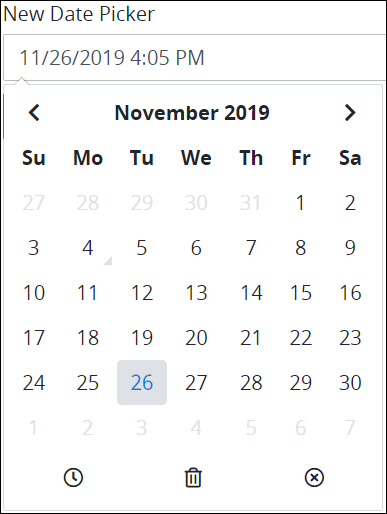 New Date Picker
11/26/2019 4:05 PM
November 2019
Su Mo Tu We Th Fr Sa
27 28 29 30 31 1 2
3 4 5 6 7 8 9
10 11 12 13 14 15 16
17 18 19 20 21 22 23
24 25 26 27 28 29 30
1 2 3 4 5 6 7